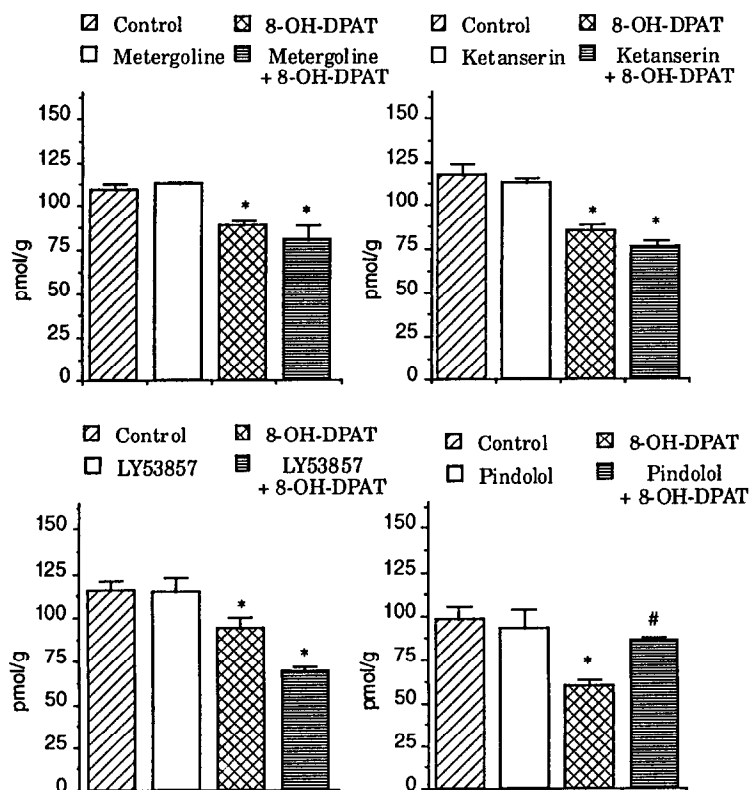 Control 8-OH-DPAT
Metergoline Metergoline
+ 8-OH-DPAT
150
125
100
75
50
25
0
pmol/g
* *
Control 8-OH-DPAT
Ketanserin Ketanserin
+ 8-OH-DPAT
150
125
100
75
50
25
0
pmol/g
* *
Control 8-OH-DPAT
LY53857 LY53857
+ 8-OH-DPAT
150
125
100
75
50
25
0
pmol/g
* *
Control 8-OH-DPAT
Pindolol Pindolol
+ 8-OH-DPAT
150
125
100
75
50
25
0
pmol/g
* #